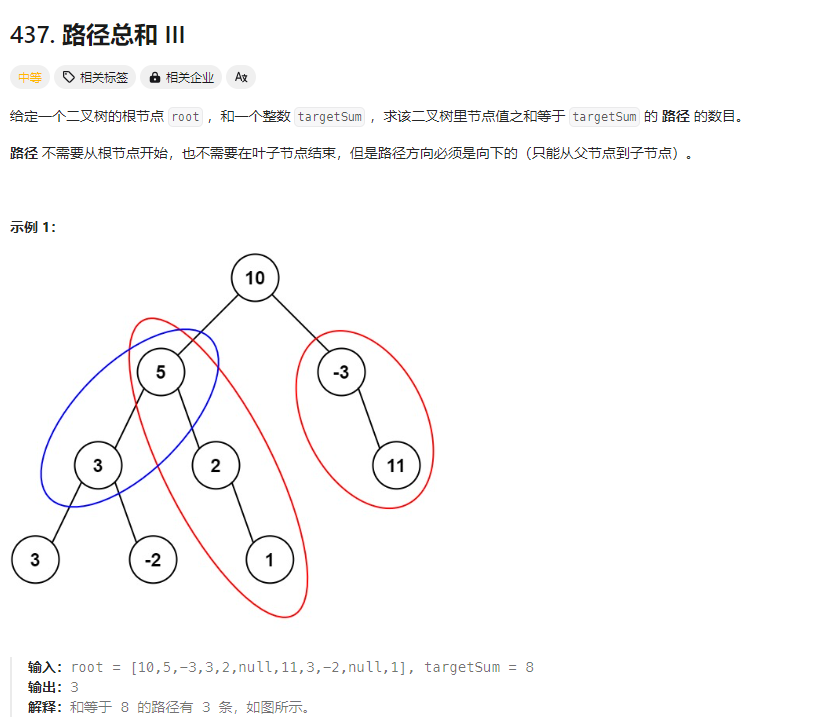 437. 路径总和 III
中等 相关标签 相关企业 Aあ
给定一个二叉树的根节点 root ，和一个整数 targetSum ，求该二叉树里节点值之和等于 targetSum 的 路径 的数目。
路径 不需要从根节点开始，也不需要在叶子节点结束，但是路径方向必须是向下的（只能从父节点到子节点）。
示例 1：
10
5 -3
3 2 11
3 -2 1
输入：root = [10,5,-3,3,2,null,11,3,-2,null,1], targetSum = 8
输出：3
解释：和等于 8 的路径有 3 条，如图所示。